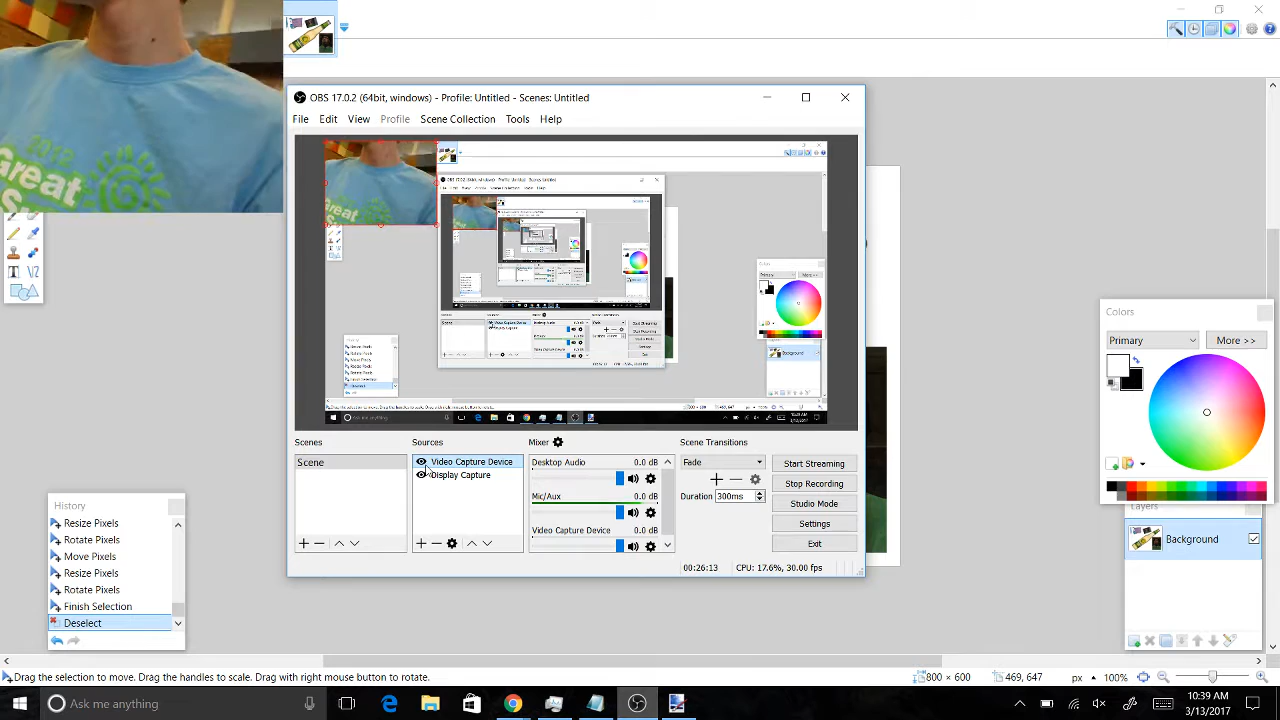 2012
Great
S
OBS 17.0.2 (64bit, windows) - Profile: Untitled - Scenes: Untitled
File Edit View Profile Scene Collection Tools Help
Scenes
Sources
Mixer
Scene Transitions
Scene
Video Capture Device
Display Capture
Desktop Audio 0.0 dB
Mic/Aux 0.0 dB
Video Capture Device 0.0 dB
Fade
Duration 300ms
Start Streaming
Stop Recording
Studio Mode
Settings
Exit
00:26:13 CPU: 17.6%, 30.00 fps
History
Resize Pixels
Rotate Pixels
Move Pixels
Resize Pixels
Rotate Pixels
Finish Selection
Deselect
Colors
Primary
More >>
Layers
Background
Drag the selection to move. Drag the handles to scale. Drag with right mouse button to rotate.
800 × 600
469, 647
px
100%
Ask me anything
10:39 AM
3/13/2017